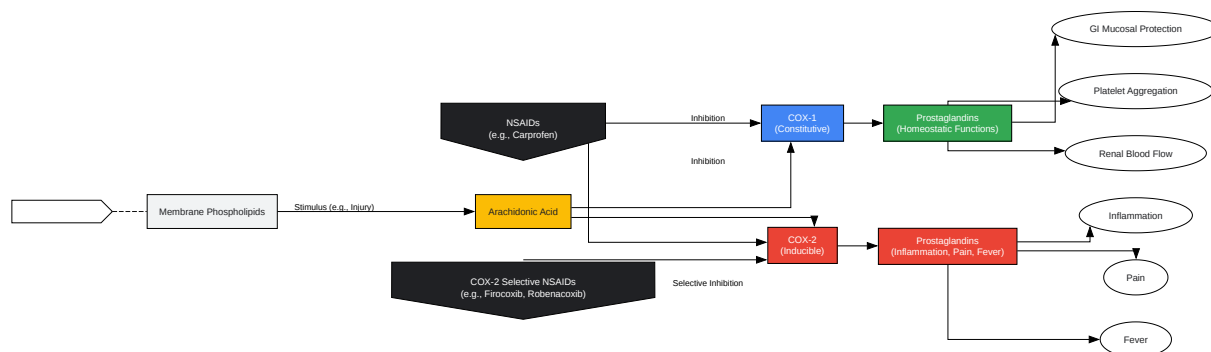 GI Mucosal Protection
Platelet Aggregation
NSAIDs
(e.g., Carprofen)
Inhibition
COX-1
(Constitutive)
Prostaglandins
(Homeostatic Functions)
Inhibition
Renal Blood Flow
Membrane Phospholipids
Stimulus (e.g., Injury)
Arachidonic Acid
Inflammation
COX-2
(Inducible)
Prostaglandins
(Inflammation, Pain, Fever)
COX-2 Selective NSAIDs
(e.g., Firocoxib, Robenacoxib)
Selective Inhibition
Pain
Fever